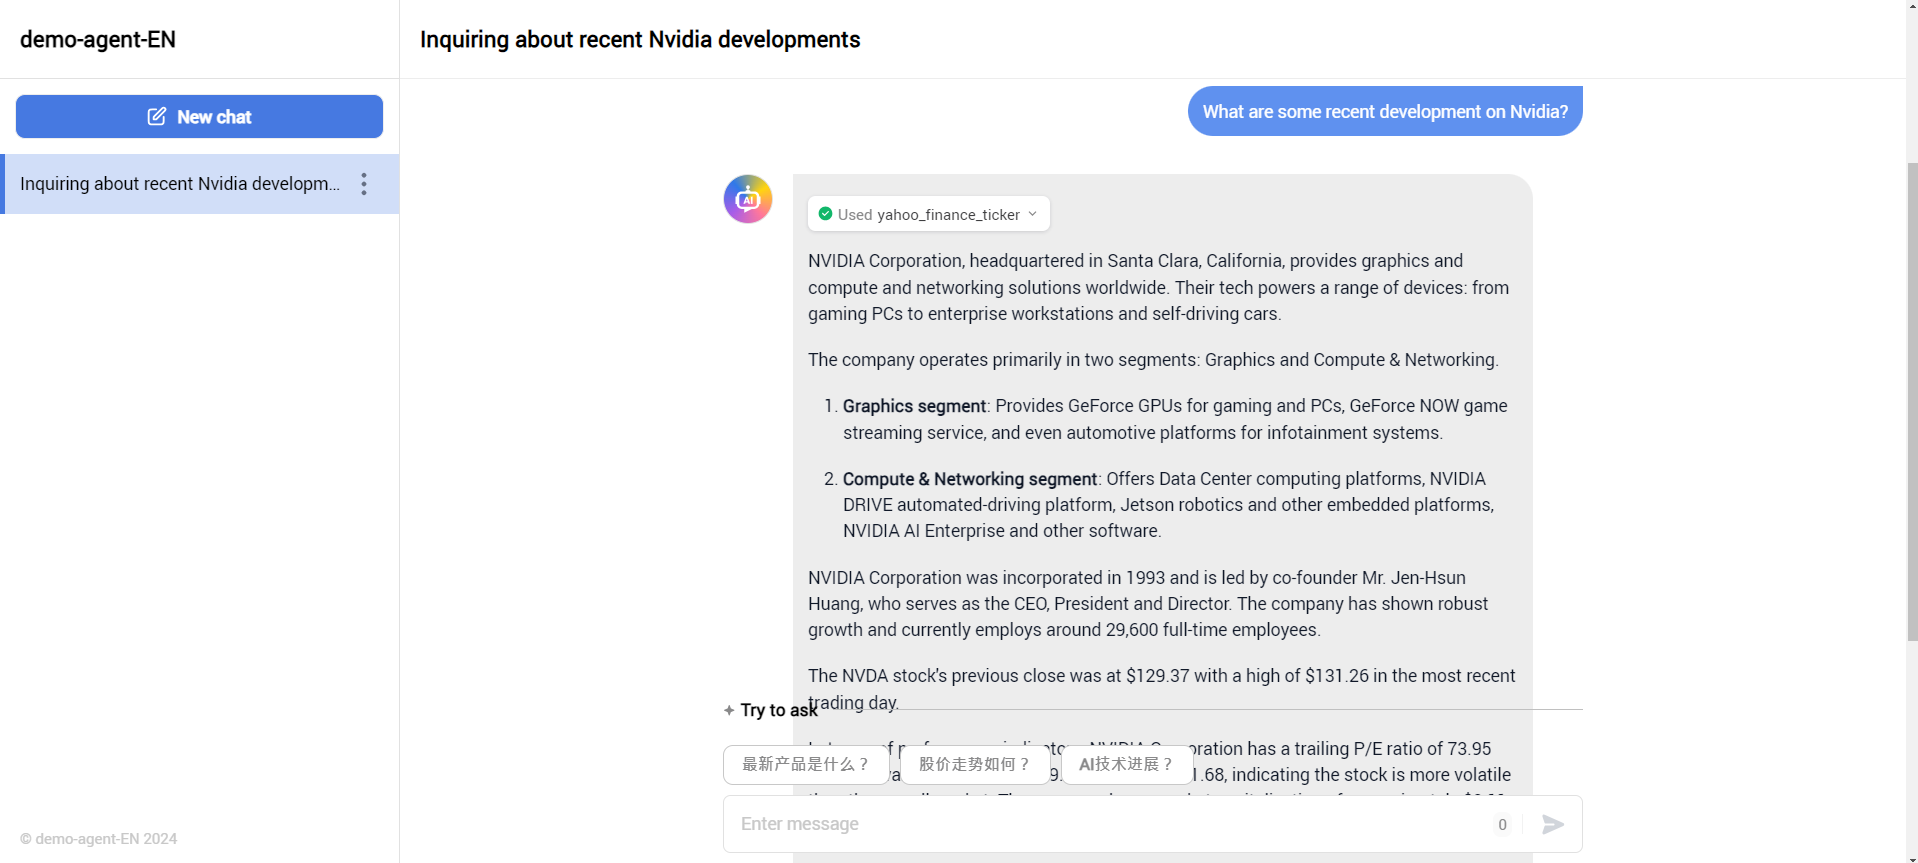 demo-agent-EN
Inquiring about recent Nvidia developments
New chat
Inquiring about recent Nvidia developm...
What are some recent development on Nvidia?
AI
Used yahoo_finance_ticker
NVIDIA Corporation, headquartered in Santa Clara, California, provides graphics and
compute and networking solutions worldwide. Their tech powers a range of devices: from
gaming PCs to enterprise workstations and self-driving cars.
The company operates primarily in two segments: Graphics and Compute & Networking.
1. Graphics segment: Provides GeForce GPUs for gaming and PCs, GeForce NOW game
streaming service, and even automotive platforms for infotainment systems.
2. Compute & Networking segment: Offers Data Center computing platforms, NVIDIA
DRIVE automated-driving platform, Jetson robotics and other embedded platforms,
NVIDIA AI Enterprise and other software.
NVIDIA Corporation was incorporated in 1993 and is led by co-founder Mr. Jen-Hsun
Huang, who serves as the CEO, President and Director. The company has shown robust
growth and currently employs around 29,600 full-time employees.
The NVDA stock's previous close was at $129.37 with a high of $131.26 in the most recent
trading day.
Try to ask
has a trailing P/E ratio of 73.95
1.68, indicating the stock is more volatile
最新产品是什么？
股价走势如何？
AI技术进展？
Enter message
0
© demo-agent-EN 2024